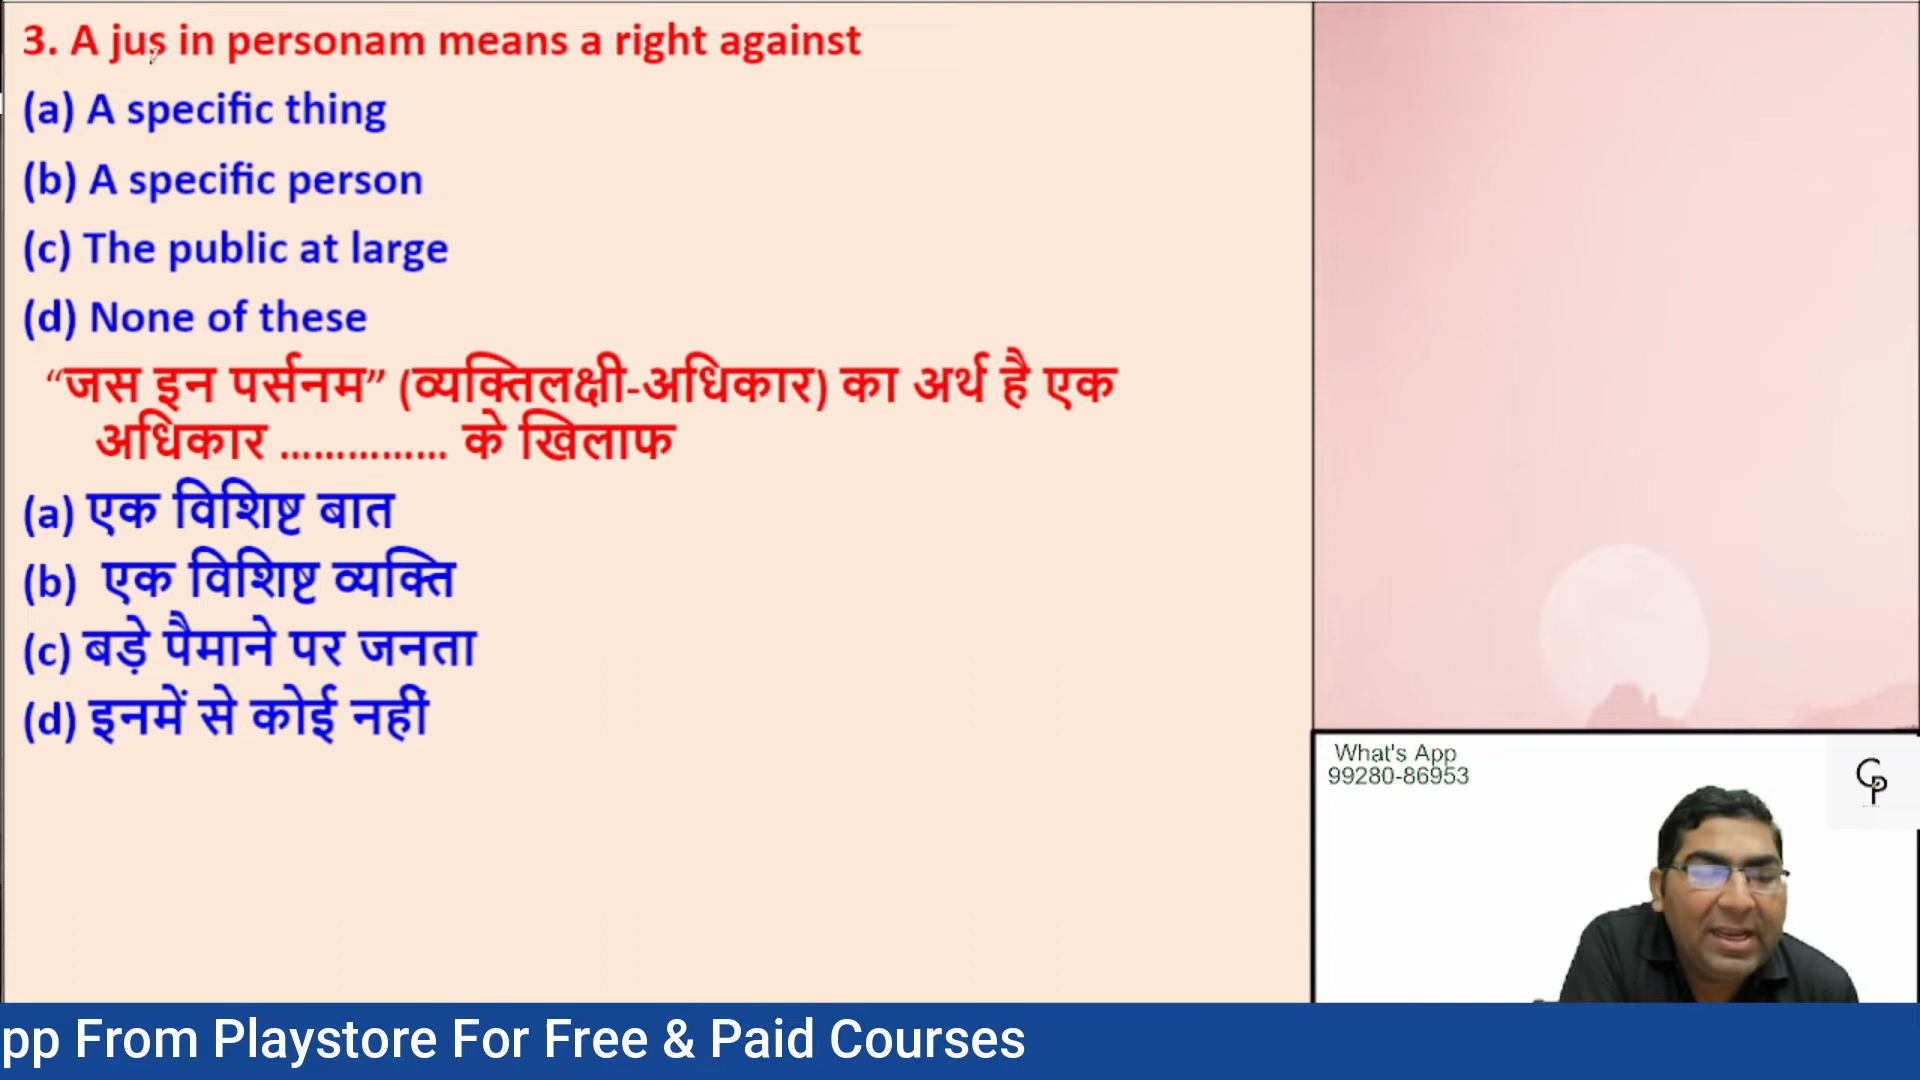 3. A jus in personam means a right against
(a) A specific thing
(b) A specific person
(c) The public at large
(d) None of these
“जस इन पर्सनम” (व्यक्तिलक्षी-अधिकार) का अर्थ है एक
अधिकार …………… के खिलाफ
(a) एक विशिष्ट बात
(b) एक विशिष्ट व्यक्ति
(c) बड़े पैमाने पर जनता
(d) इनमें से कोई नहीं
What's App
99280-86953
CP
pp From Playstore For Free & Paid Courses